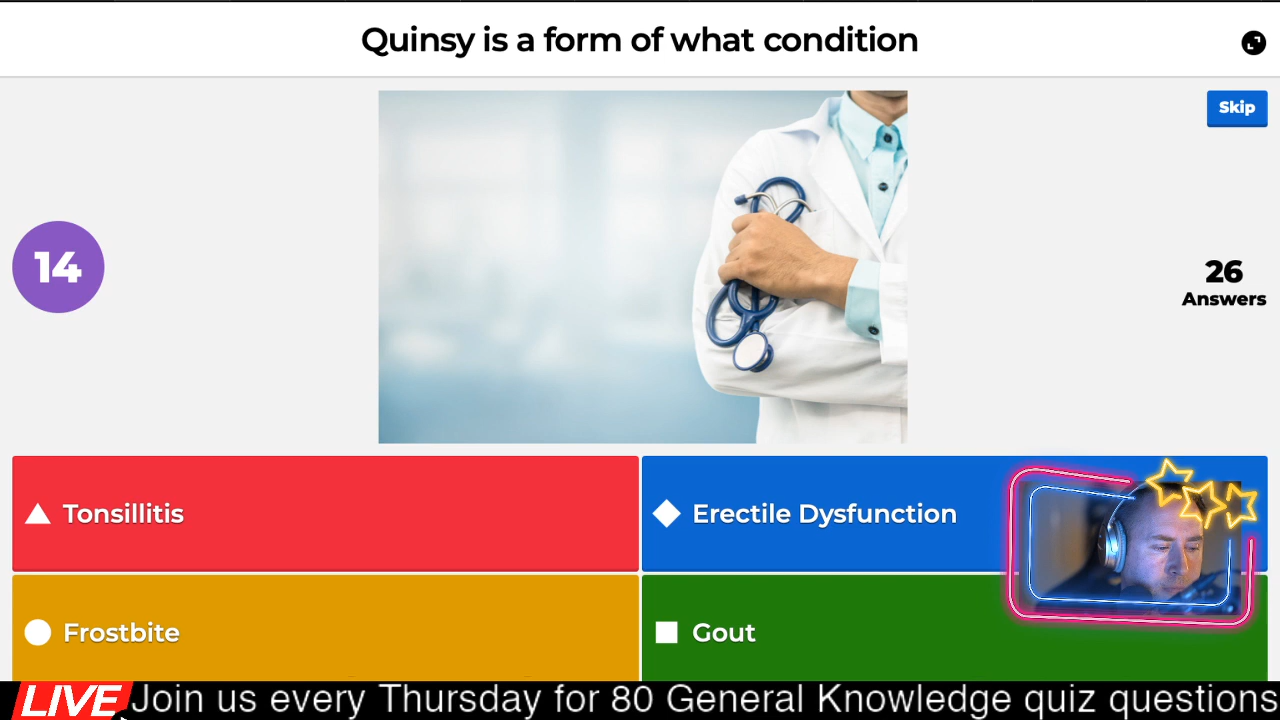 Quinsy is a form of what condition
Skip
14
26
Answers
Tonsillitis
Erectile Dysfunction
Frostbite
Gout
LIVE Join us every Thursday for 80 General Knowledge quiz questions